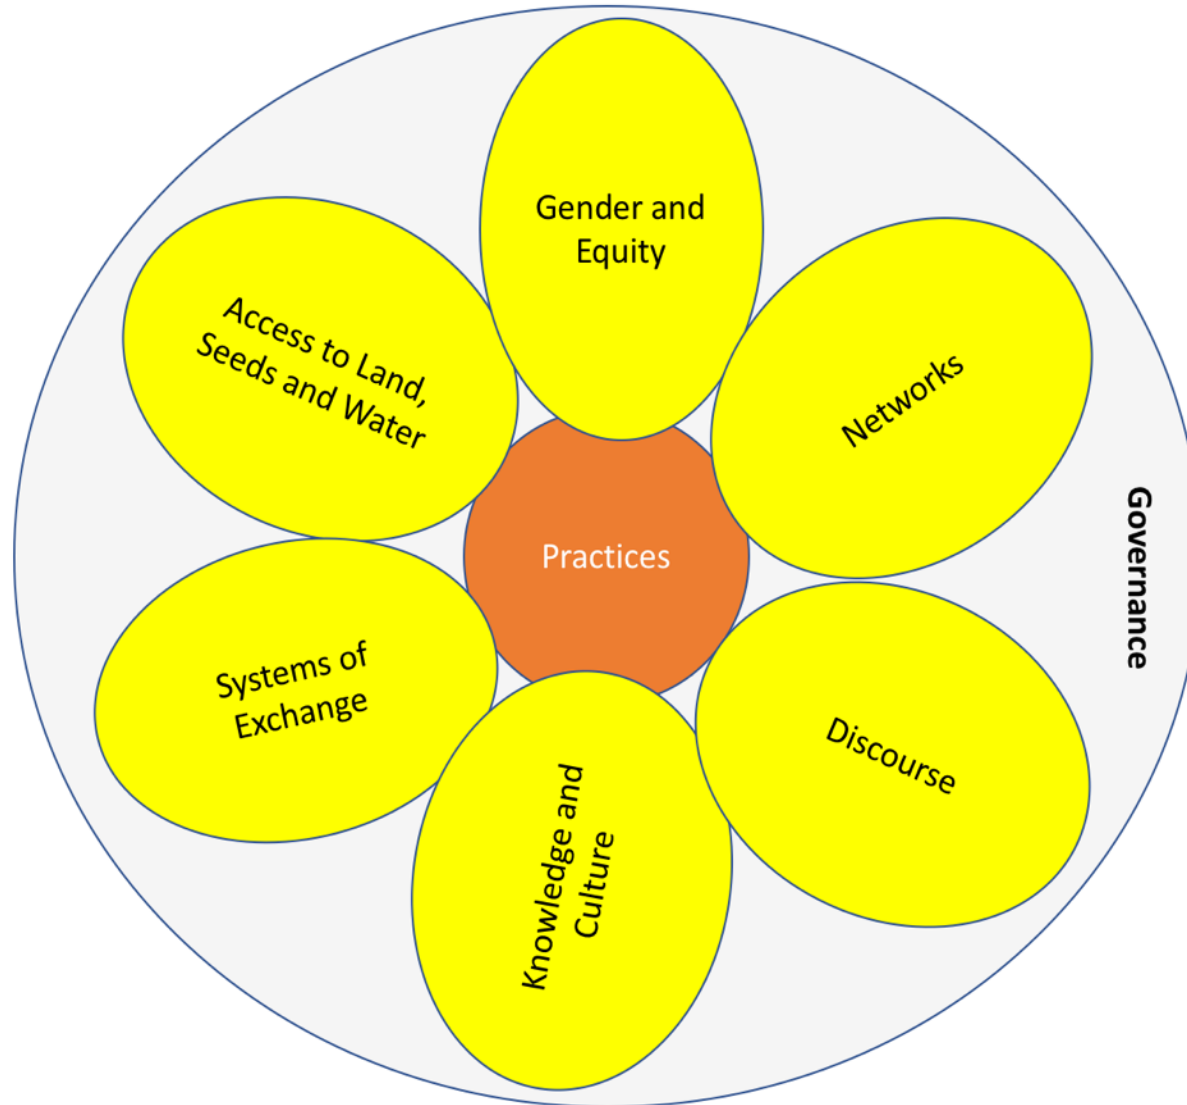 Gender and
Equity
Access to Land,
Seeds and Water
Networks
Practices
Governance
Systems of
Exchange
Discourse
Knowledge and
Culture